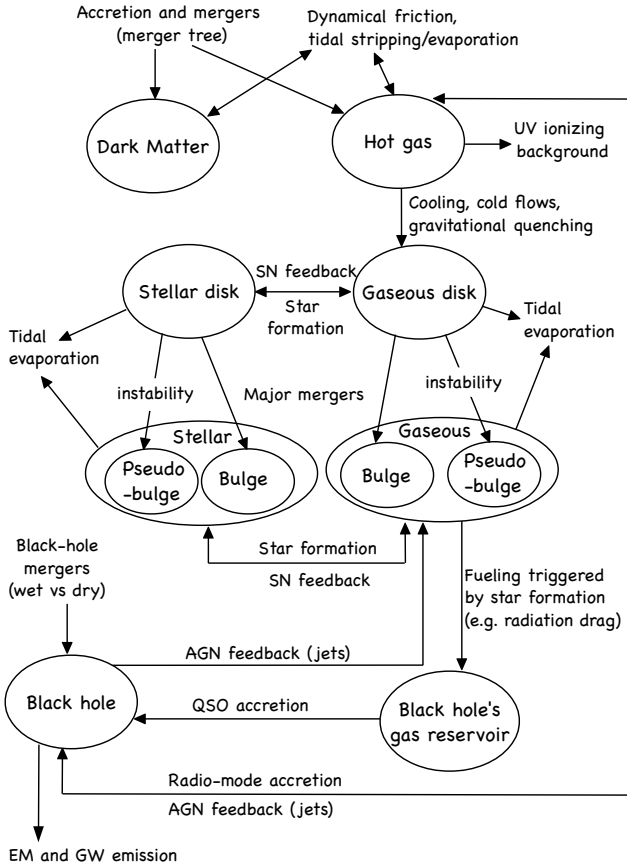 Accretion and mergers
(merger tree)
Dynamical friction,
tidal stripping/evaporation
Dark Matter
Hot gas
UV ionizing
background
Cooling, cold flows,
gravitational quenching
Stellar disk
SN feedback
Star
formation
Gaseous disk
Tidal
evaporation
Tidal
evaporation
instability
Major mergers
instability
Stellar
Pseudo
-bulge
Bulge
Gaseous
Bulge
Pseudo
-bulge
Star formation
SN feedback
Black-hole
mergers
(wet vs dry)
Fueling triggered
by star formation
(e.g. radiation drag)
AGN feedback (jets)
Black hole
QSO accretion
Black hole's
gas reservoir
Radio-mode accretion
AGN feedback (jets)
EM and GW emission